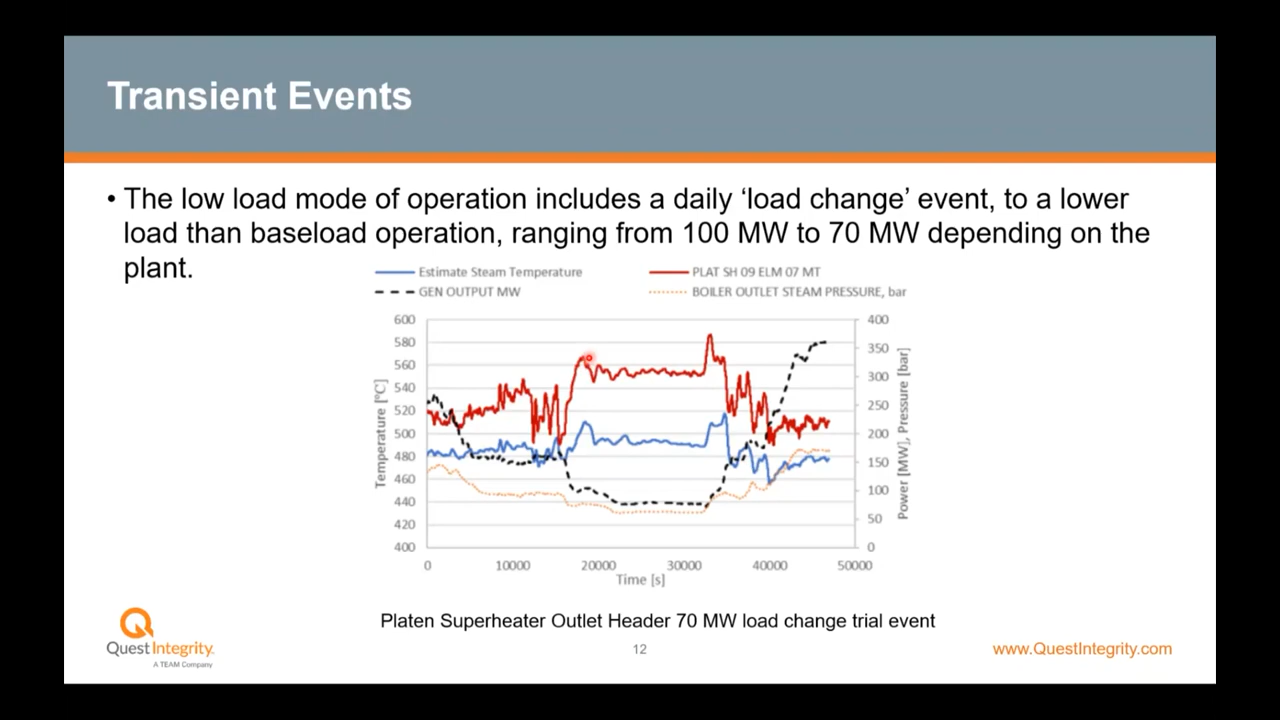 Transient Events
• The low load mode of operation includes a daily ‘load change’ event, to a lower
load than baseload operation, ranging from 100 MW to 70 MW depending on the
plant.
Estimate Steam Temperature
PLAT SH 09 ELM 07 MT
GEN OUTPUT MW
BOILER OUTLET STEAM PRESSURE, bar
Temperature [°C]
600
580
560
540
520
500
480
460
440
420
400
400
350
300
250
200
150
100
50
0
Power [MW], Pressure [bar]
0 10000 20000 30000 40000 50000
Time [s]
Platen Superheater Outlet Header 70 MW load change trial event
Quest Integrity
A TEAM Company
12
www.QuestIntegrity.com